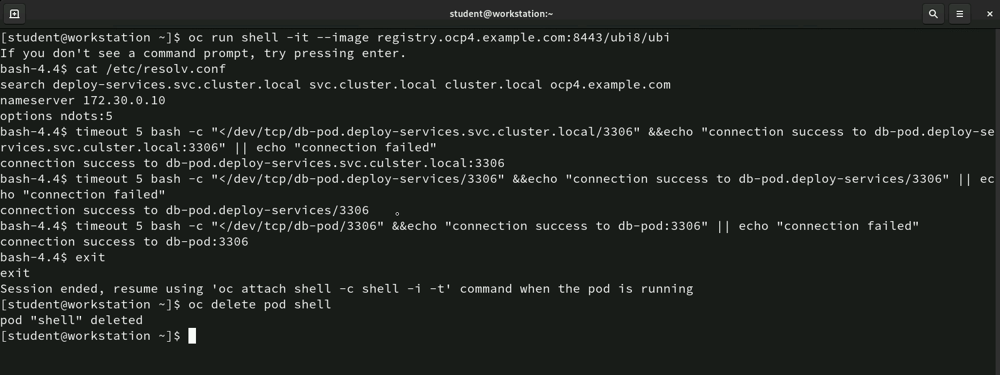 student@workstation:~
[student@workstation ~]$ oc run shell -it --image registry.ocp4.example.com:8443/ubi8/ubi
If you don't see a command prompt, try pressing enter.
bash-4.4$ cat /etc/resolv.conf
search deploy-services.svc.cluster.local svc.cluster.local cluster.local ocp4.example.com
nameserver 172.30.0.10
options ndots:5
bash-4.4$ timeout 5 bash -c "</dev/tcp/db-pod.deploy-services.svc.cluster.local/3306" &&echo "connection success to db-pod.deploy-se
rvices.svc.culster.local:3306" || echo "connection failed"
connection success to db-pod.deploy-services.svc.culster.local:3306
bash-4.4$ timeout 5 bash -c "</dev/tcp/db-pod.deploy-services/3306" &&echo "connection success to db-pod.deploy-services/3306" || ec
ho "connection failed"
connection success to db-pod.deploy-services/3306
bash-4.4$ timeout 5 bash -c "</dev/tcp/db-pod/3306" &&echo "connection success to db-pod:3306" || echo "connection failed"
connection success to db-pod:3306
bash-4.4$ exit
exit
Session ended, resume using 'oc attach shell -c shell -i -t' command when the pod is running
[student@workstation ~]$ oc delete pod shell
pod "shell" deleted
[student@workstation ~]$